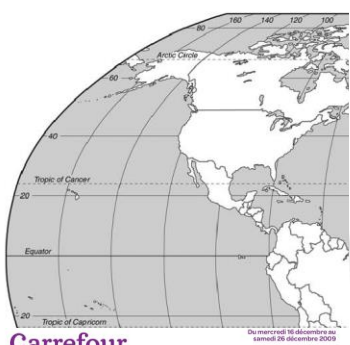 160 140 120 100
80
Arctic Circle
60
40
Tropic of Cancer
20
Equator
20
Tropic of Capricorn
Carrefour
Du mercredi 16 décembre au
samedi 26 décembre 2009